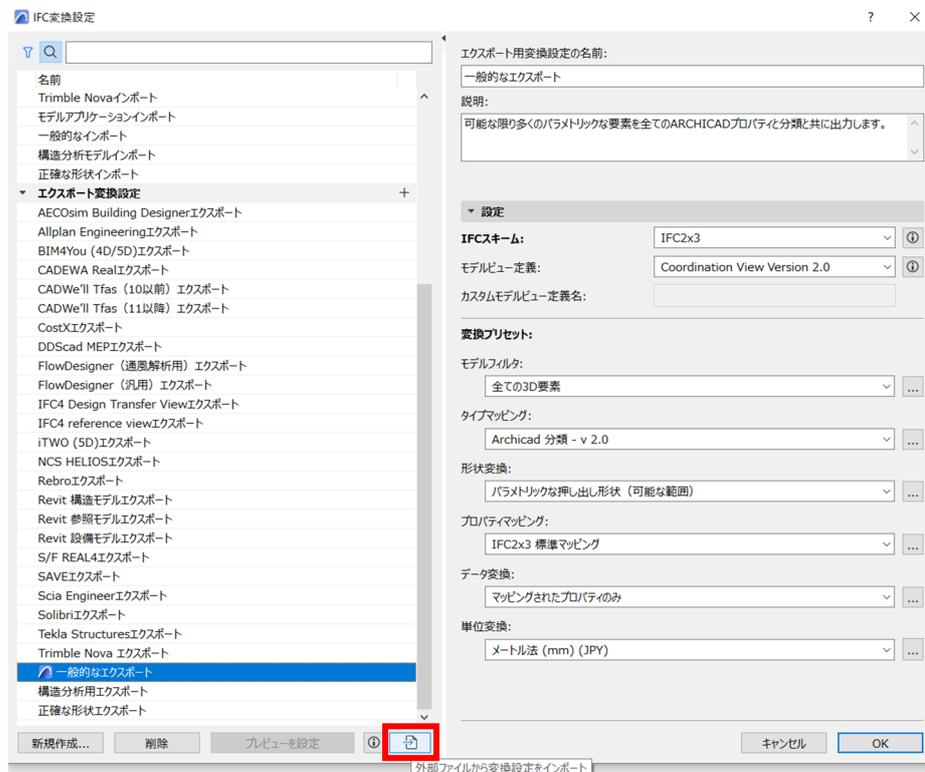 IFC変換設定
?
名前
Trimble Novaインポート
モデルアプリケーションインポート
一般的なインポート
構造分析モデルインポート
正確な形状インポート
エクスポート変換設定
AECOsim Building Designerエクスポート
Allplan Engineeringエクスポート
BIM4You (4D/5D)エクスポート
CADEWA Realエクスポート
CADWe'll Tfas（10以前）エクスポート
CADWe'll Tfas（11以降）エクスポート
CostXエクスポート
DDScad MEPエクスポート
FlowDesigner（通風解析用）エクスポート
FlowDesigner（汎用）エクスポート
IFC4 Design Transfer Viewエクスポート
IFC4 reference viewエクスポート
iTWO (5D)エクスポート
NCS HELIOSエクスポート
Rebroエクスポート
Revit 構造モデルエクスポート
Revit 参照モデルエクスポート
Revit 設備モデルエクスポート
S/F REAL4エクスポート
SAVEエクスポート
Scia Engineerエクスポート
Solibriエクスポート
Tekla Structuresエクスポート
Trimble Nova エクスポート
一般的なエクスポート
構造分析用エクスポート
正確な形状エクスポート
新規作成...
削除
プレビューを設定
外部ファイルから変換設定をインポート
エクスポート用変換設定の名前:
一般的なエクスポート
説明:
可能な限り多くのパラメトリックな要素を全てのARCHICADプロパティと分類と共に出力します。
設定
IFCスキーム:
IFC2x3
モデルビュー定義:
Coordination View Version 2.0
カスタムモデルビュー定義名:
変換プリセット:
モデルフィルタ:
全ての3D要素
...
タイプマッピング:
Archicad 分類 - v 2.0
...
形状変換:
パラメトリックな押し出し形状（可能な範囲）
...
プロパティマッピング:
IFC2x3 標準マッピング
...
データ変換:
マッピングされたプロパティのみ
...
単位変換:
メートル法 (mm) (JPY)
...
キャンセル
OK